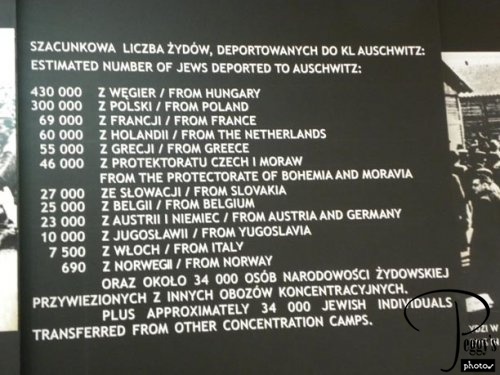 SZACUNKOWA LICZBA ŻYDÓW, DEPORTOWANYCH DO KL AUSCHWITZ:
ESTIMATED NUMBER OF JEWS DEPORTED TO AUSCHWITZ:
430 000 Z WĘGIER / FROM HUNGARY
300 000 Z POLSKI / FROM POLAND
69 000 Z FRANCJI / FROM FRANCE
60 000 Z HOLANDII / FROM THE NETHERLANDS
55 000 Z GRECJI / FROM GREECE
46 000 Z PROTEKTORATU CZECH I MORAW
FROM THE PROTECTORATE OF BOHEMIA AND MORAVIA
27 000 ZE SŁOWACJI / FROM SLOVAKIA
25 000 Z BELGII / FROM BELGIUM
23 000 Z AUSTRII I NIEMIEC / FROM AUSTRIA AND GERMANY
10 000 Z JUGOSŁAWII / FROM YUGOSLAVIA
7 500 Z WŁOCH / FROM ITALY
690 Z NORWEGII / FROM NORWAY
ORAZ OKOŁO 34 000 OSÓB NARODOWOŚCI ŻYDOWSKIEJ
PRZYWIEZIONYCH Z INNYCH OBOZÓW KONCENTRACYJNYCH.
PLUS APPROXIMATELY 34 000 JEWISH INDIVIDUALS
TRANSFERRED FROM OTHER CONCENTRATION CAMPS.
Peggy's
photos